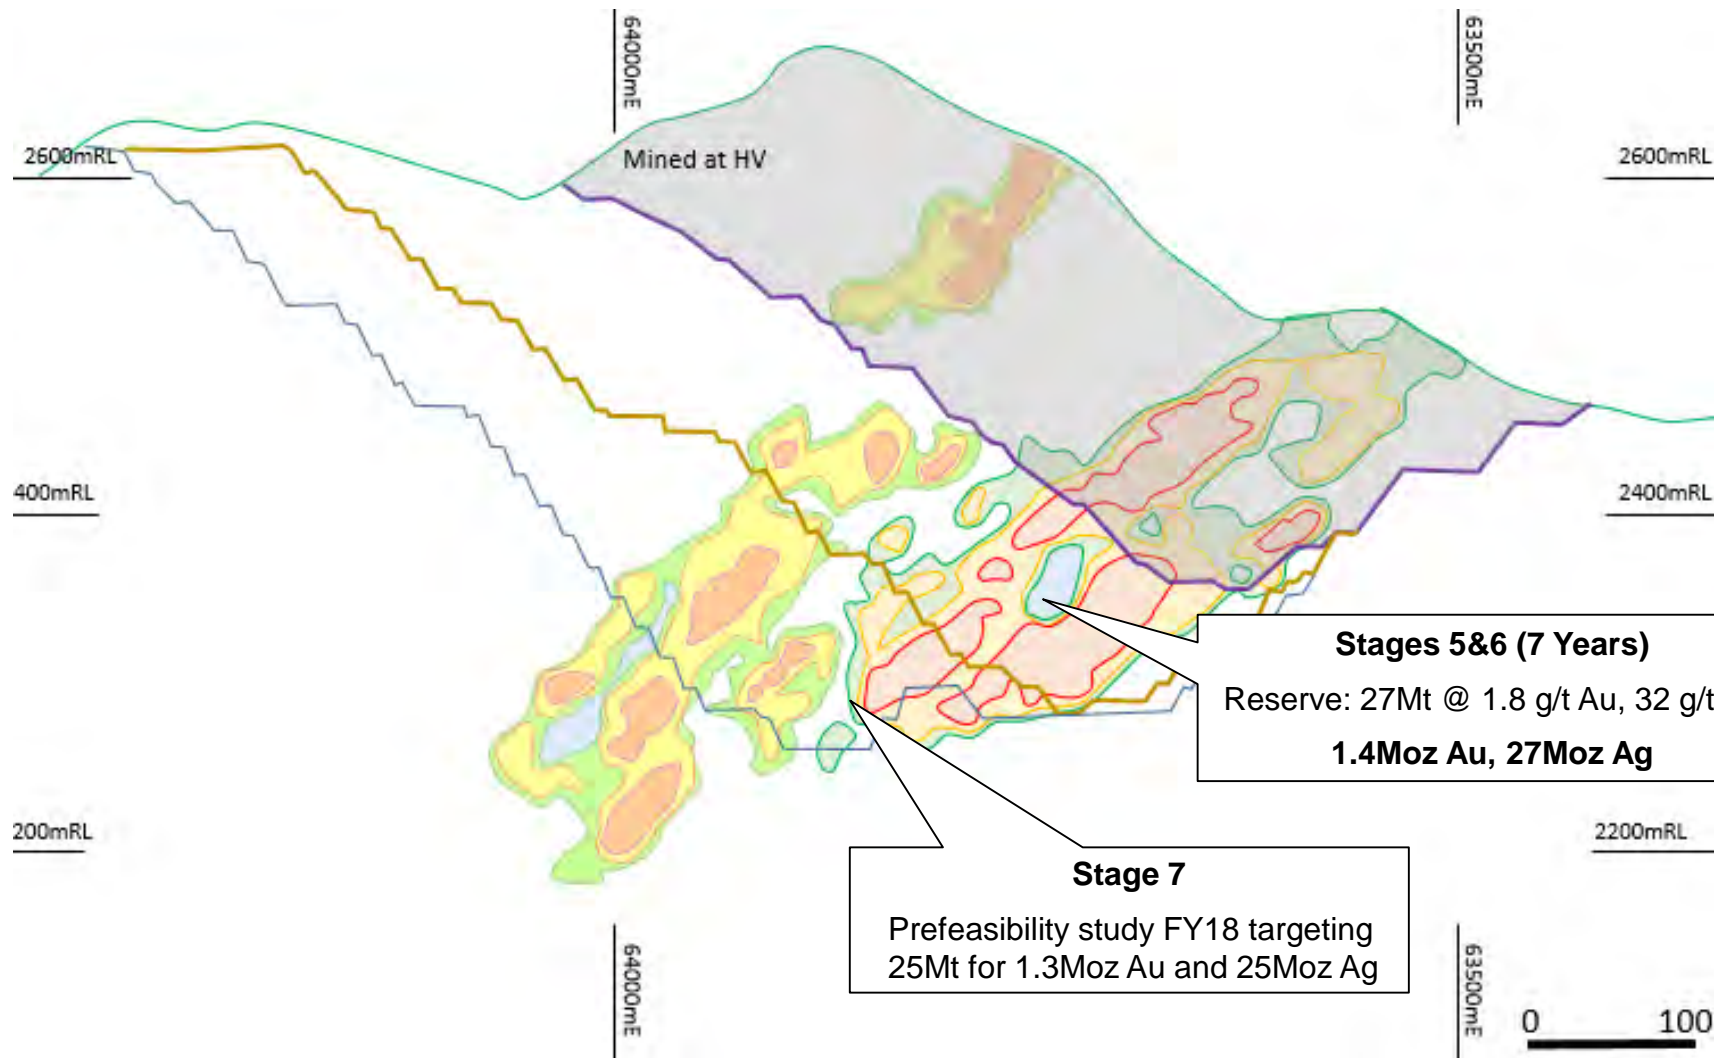 64000mE
63500mE
2600mRL
Mined at HV
2600mRL
400mRL
2400mRL
Stages 5&6 (7 Years)
Reserve: 27Mt @ 1.8 g/t Au, 32 g/t
1.4Moz Au, 27Moz Ag
200mRL
2200mRL
Stage 7
Prefeasibility study FY18 targeting
25Mt for 1.3Moz Au and 25Moz Ag
64000mE
63500mE
0 100